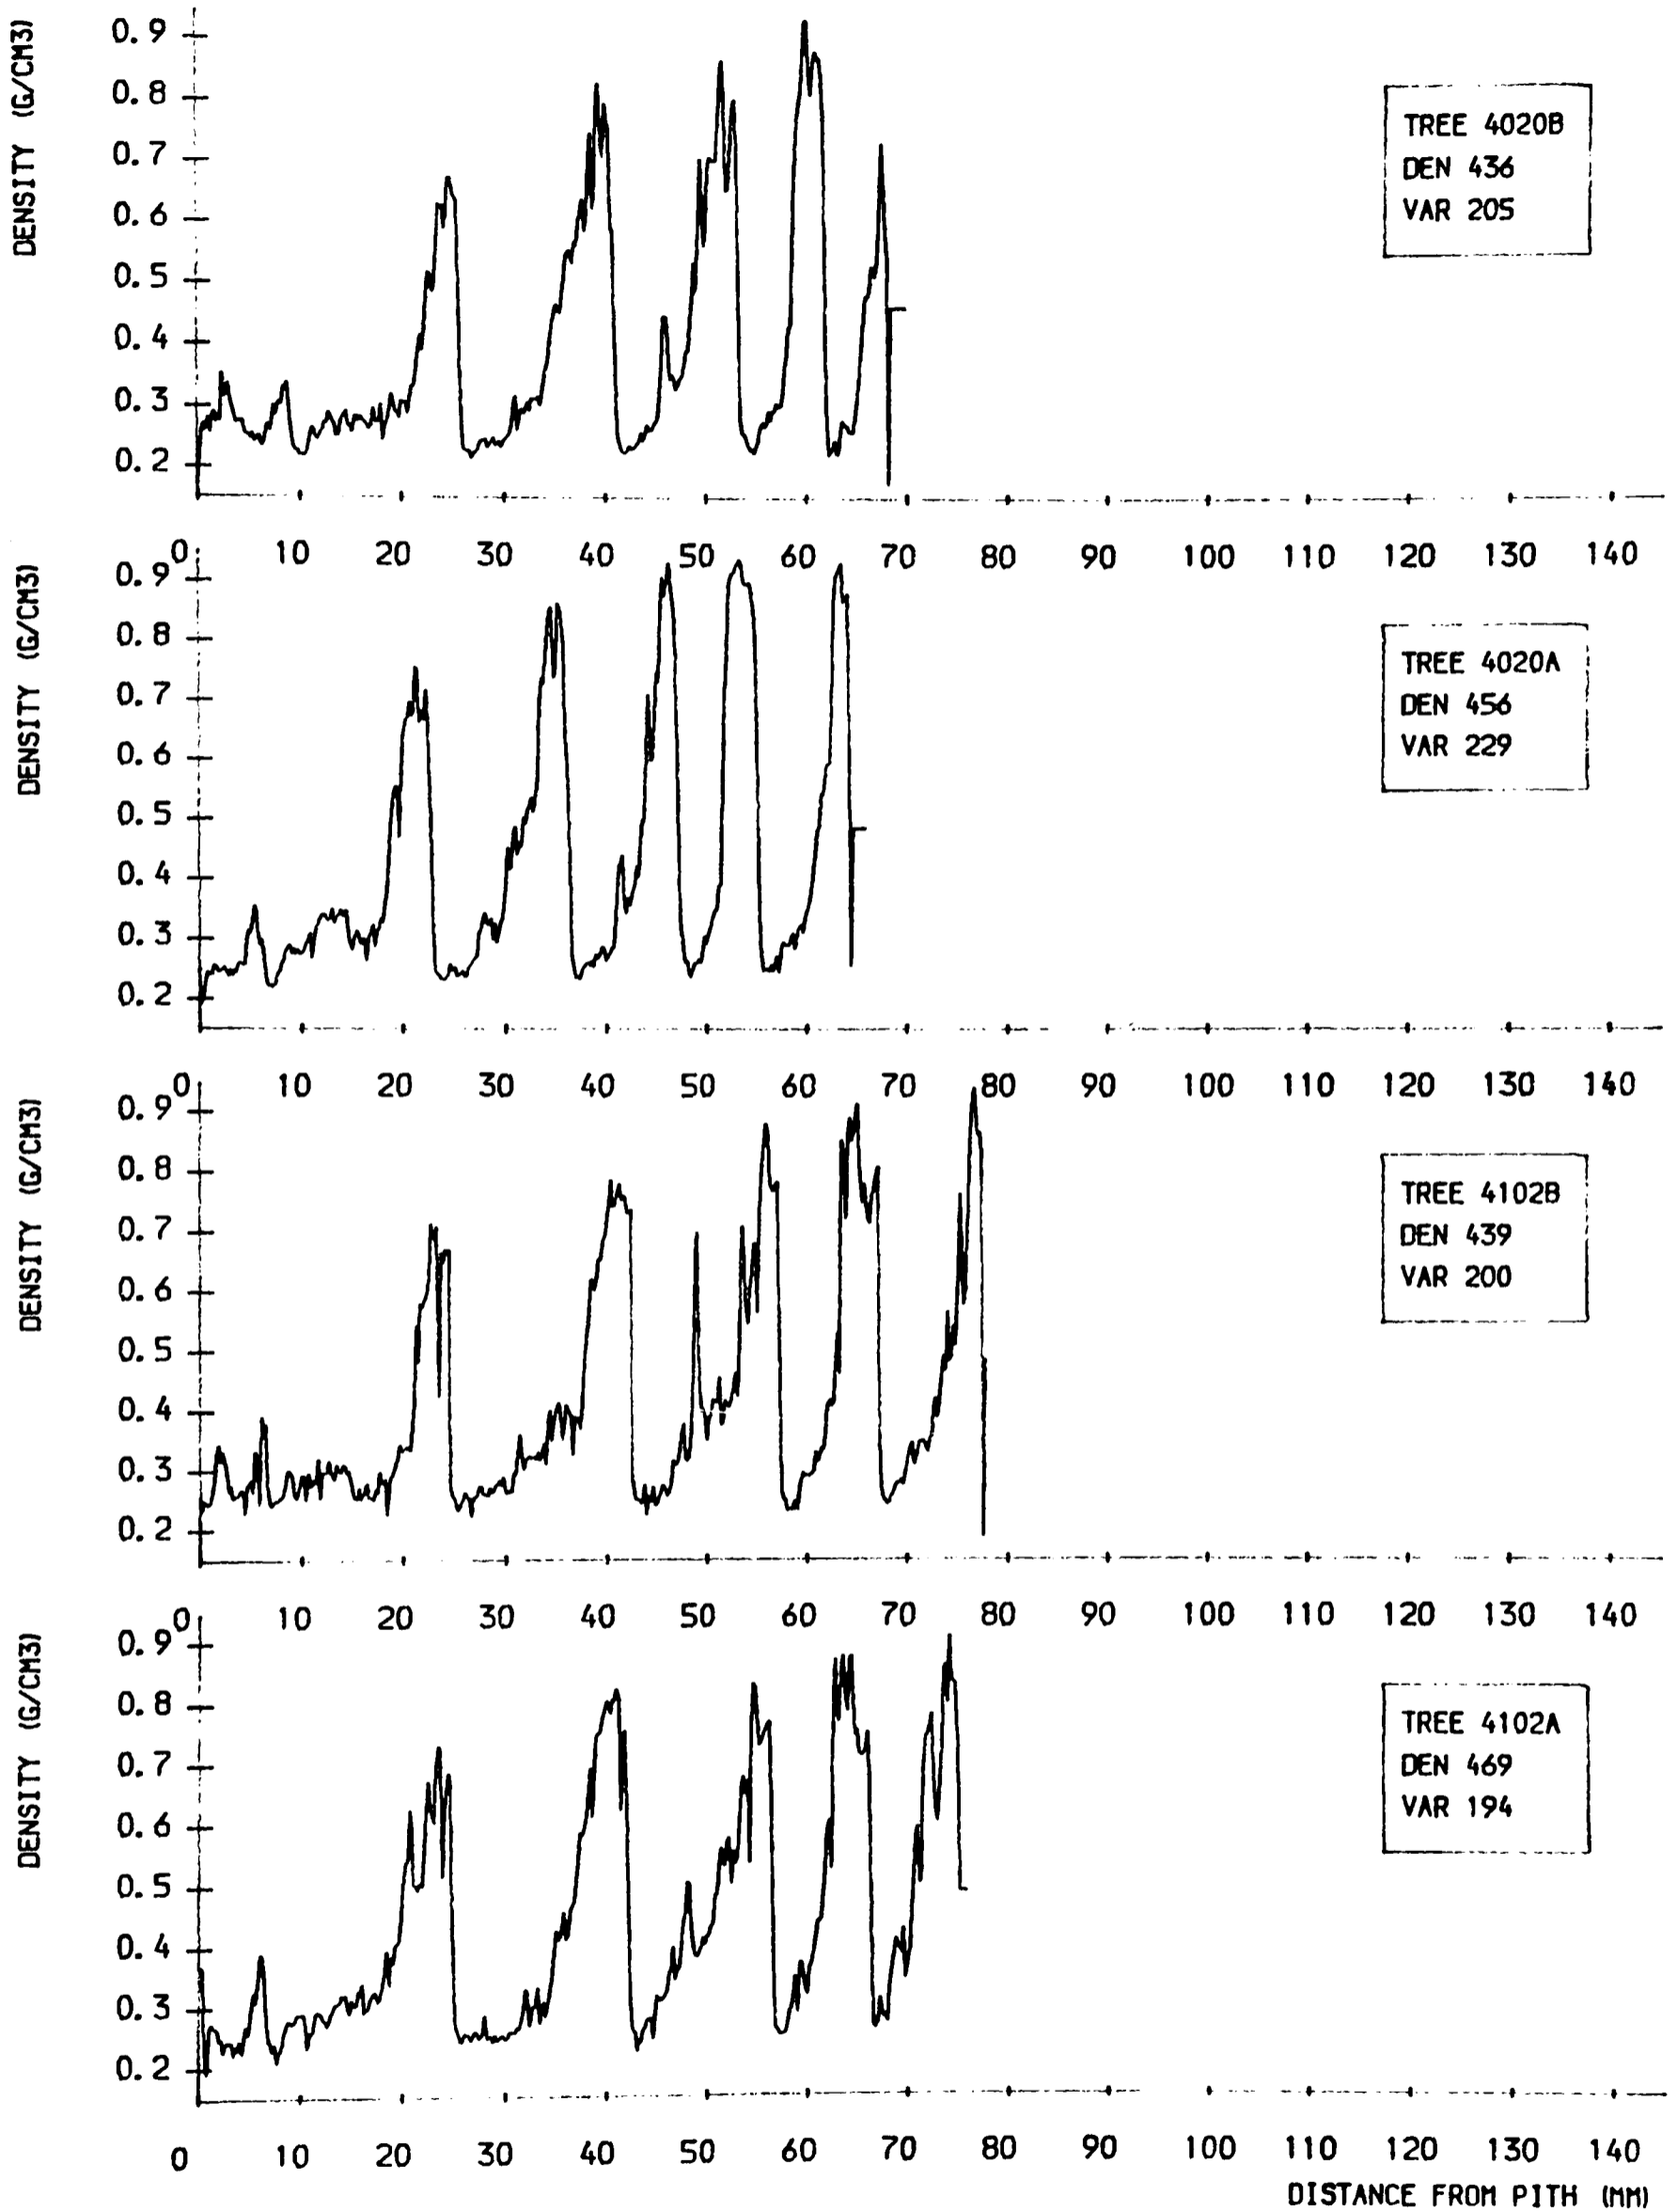 DENSITY (G/CM3)
0.9
0.8
0.7
0.6
0.5
0.4
0.3
0.2
TREE 4020B
DEN 436
VAR 205
0 10 20 30 40 50 60 70 80 90 100 110 120 130 140
DENSITY (G/CM3)
0.9
0.8
0.7
0.6
0.5
0.4
0.3
0.2
TREE 4020A
DEN 456
VAR 229
0 10 20 30 40 50 60 70 80 90 100 110 120 130 140
DENSITY (G/CM3)
0.9
0.8
0.7
0.6
0.5
0.4
0.3
0.2
TREE 4102B
DEN 439
VAR 200
0 10 20 30 40 50 60 70 80 90 100 110 120 130 140
DENSITY (G/CM3)
0.9
0.8
0.7
0.6
0.5
0.4
0.3
0.2
TREE 4102A
DEN 469
VAR 194
0 10 20 30 40 50 60 70 80 90 100 110 120 130 140
DISTANCE FROM PITH (MM)